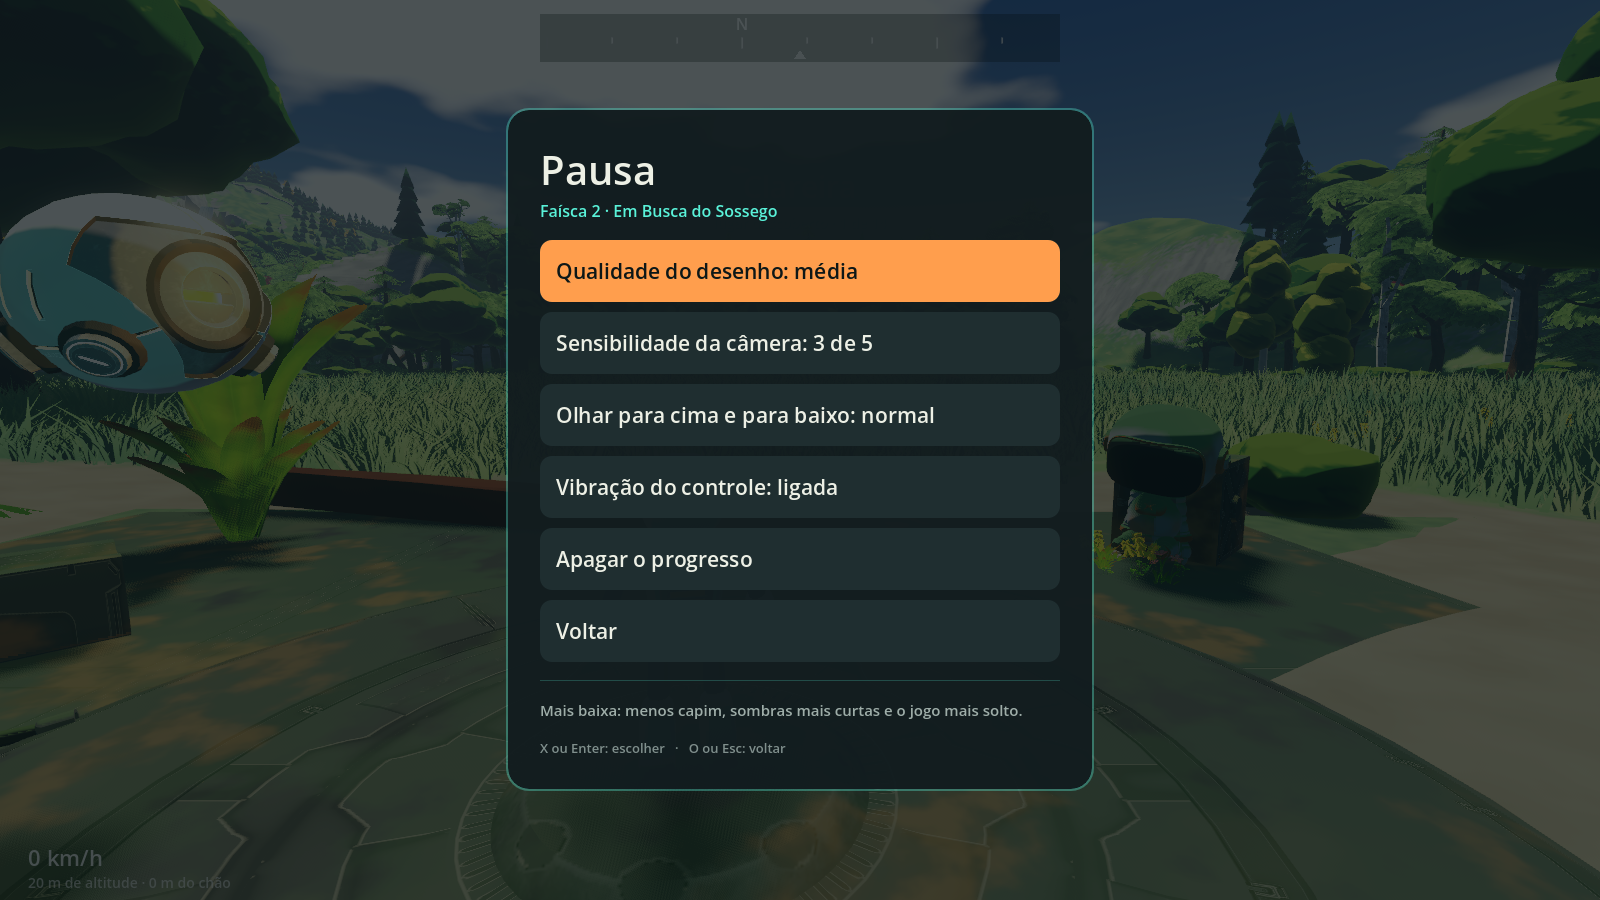 N
Pausa
Faísca 2 · Em Busca do Sossego
Qualidade do desenho: média
Sensibilidade da câmera: 3 de 5
Olhar para cima e para baixo: normal
Vibração do controle: ligada
Apagar o progresso
Voltar
Mais baixa: menos capim, sombras mais curtas e o jogo mais solto.
X ou Enter: escolher · O ou Esc: voltar
0 km/h
20 m de altitude · 0 m do chão